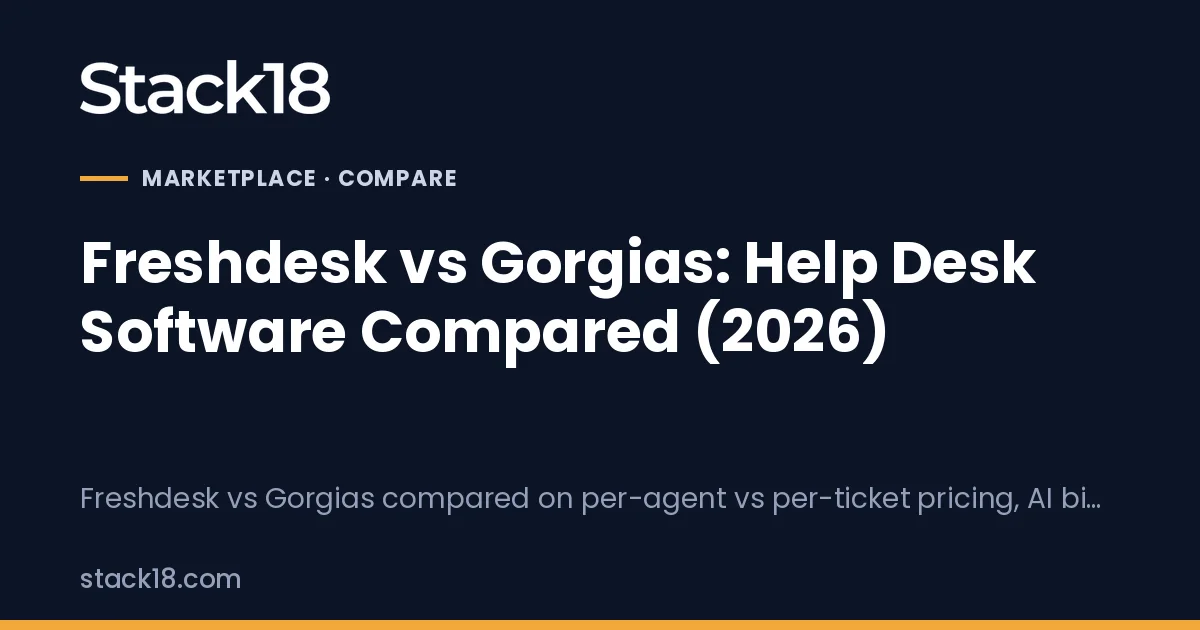 Stack18
MARKETPLACE · COMPARE
Freshdesk vs Gorgias: Help Desk
Software Compared (2026)
Freshdesk vs Gorgias compared on per-agent vs per-ticket pricing, AI bi…
stack18.com